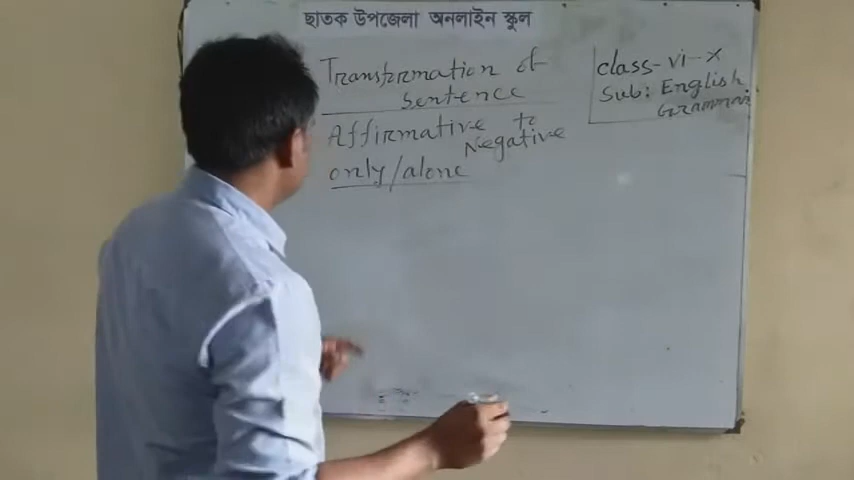 ছাতক উপজেলা অনলাইন স্কুল
Transformation of
sentence
class-vi-x
Sub: English
Grammar
Affirmative to
Negative
only/alone